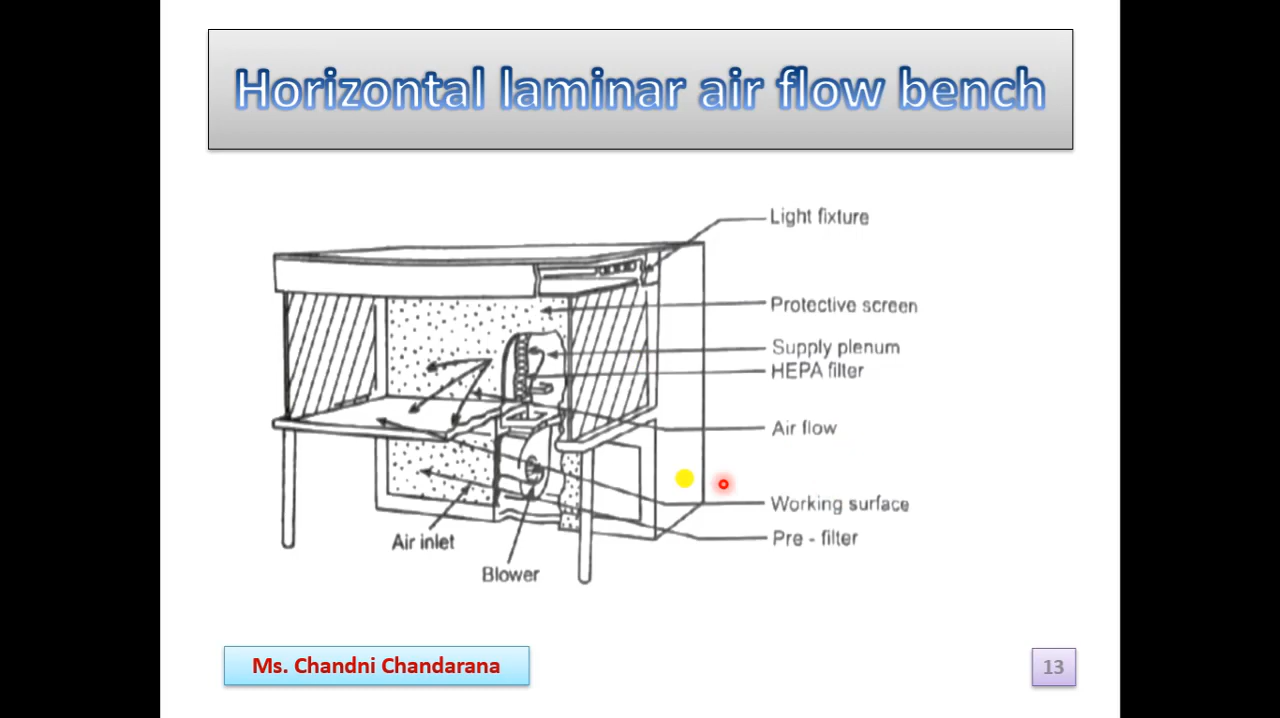 Horizontal laminar air flow bench
Light fixture
Protective screen
Supply plenum
HEPA filter
Air flow
Working surface
Pre - filter
Air inlet
Blower
Ms. Chandni Chandarana
13